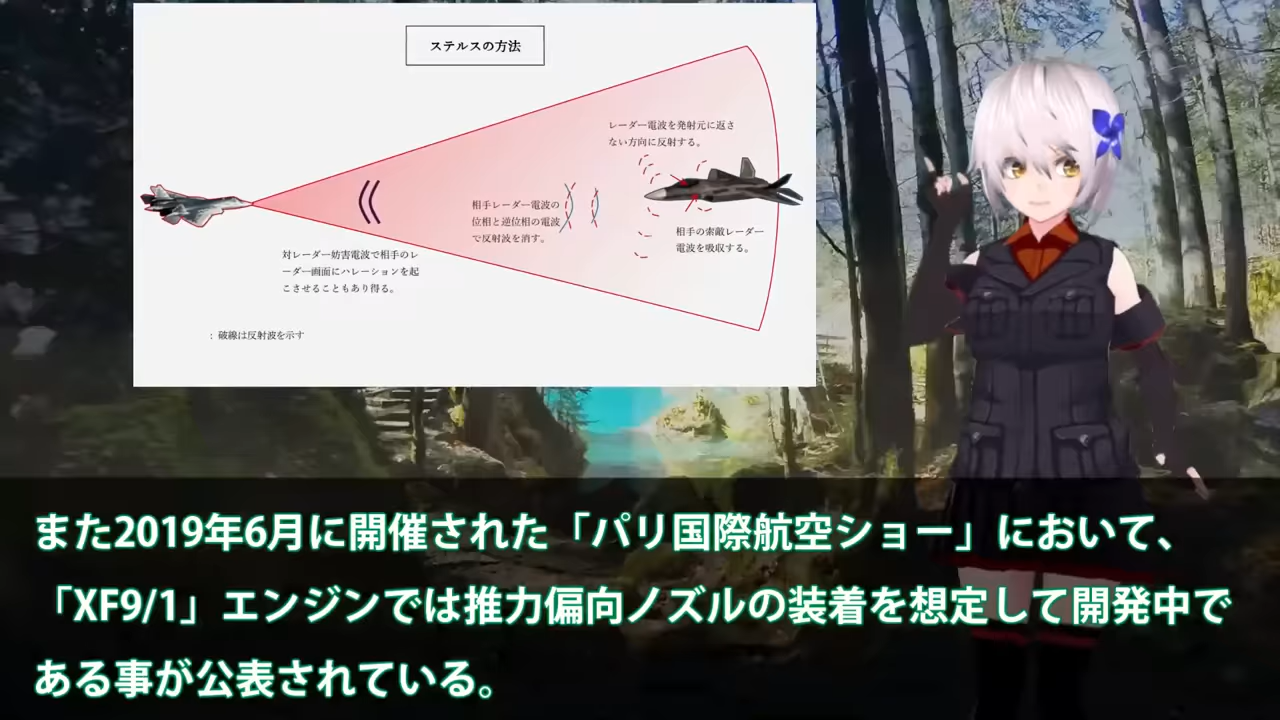 ステルスの方法
レーダー電波を発射元に返さ
ない方向に反射する。
相手レーダー電波の
位相と逆位相の電波
で反射波を消す。
相手の索敵レーダー
電波を吸収する。
対レーダー妨害電波で相手のレ
ーダー画面にハレーションを起
こさせることもあり得る。
：破線は反射波を示す
また2019年6月に開催された「パリ国際航空ショー」において、
「XF9/1」エンジンでは推力偏向ノズルの装着を想定して開発中で
ある事が公表されている。